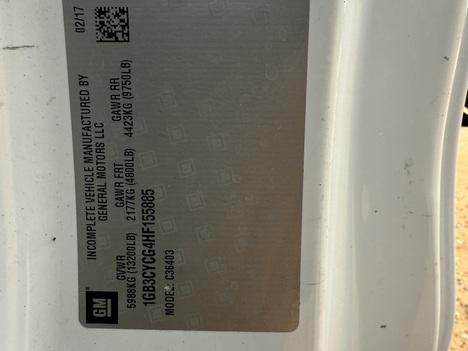 GM
INCOMPLETE VEHICLE MANUFACTURED BY
GENERAL MOTORS LLC
02/17
GVWR GAWR FRT GAWR RR
5988KG (13200LB) 2177KG (4800LB) 4423KG (9750LB)
1GB3CYCG4HF155885
MODEL: C36403